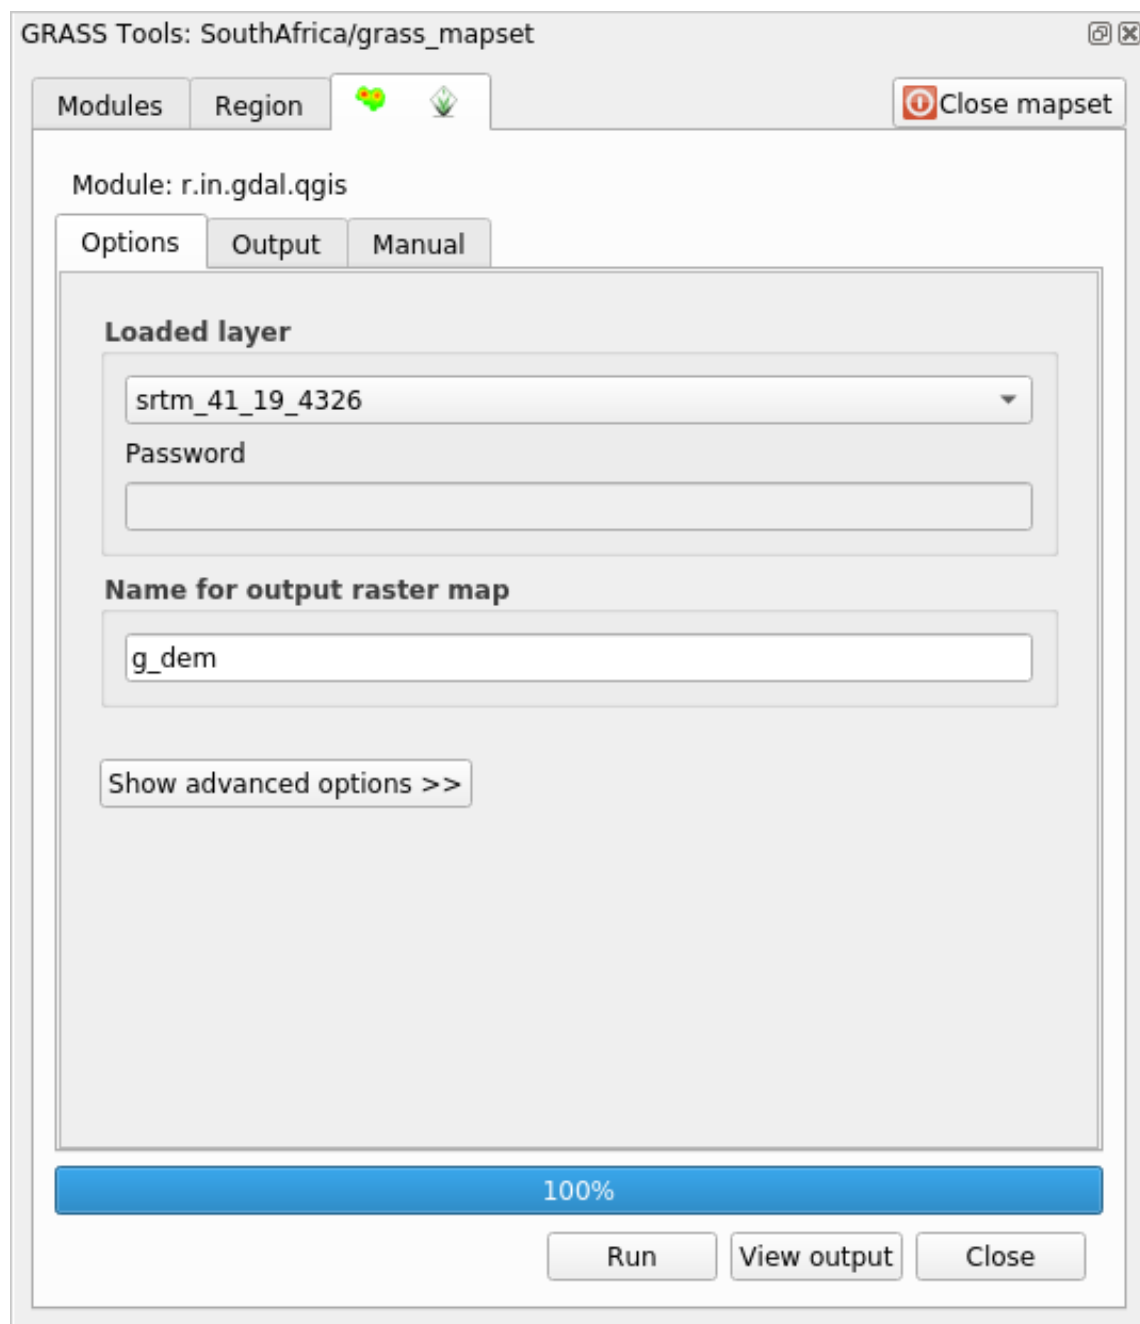 GRASS Tools: SouthAfrica/grass_mapset
Modules Region Close mapset
Module: r.in.gdal.qgis
Options Output Manual
Loaded layer
srtm_41_19_4326
Password
Name for output raster map
g_dem
Show advanced options >>
100%
Run View output Close